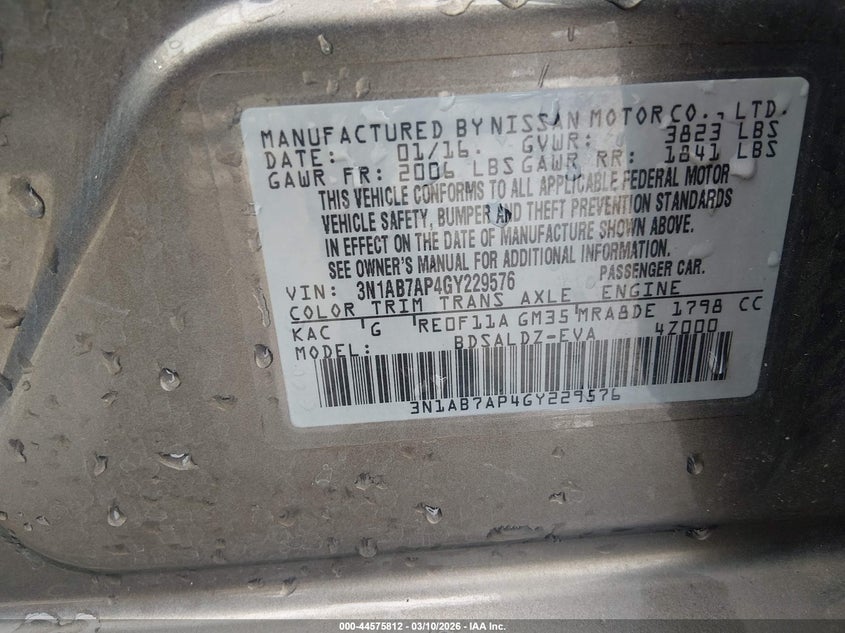 MANUFACTURED BY NISSAN MOTOR CO., LTD.
DATE: 01/16. GVWR: 3823 LBS
GAWR FR: 2006 LBS GAWR RR: 1841 LBS
THIS VEHICLE CONFORMS TO ALL APPLICABLE FEDERAL MOTOR
VEHICLE SAFETY, BUMPER AND THEFT PREVENTION STANDARDS
IN EFFECT ON THE DATE OF MANUFACTURE SHOWN ABOVE.
SEE OWNER'S MANUAL FOR ADDITIONAL INFORMATION.
VIN: 3N1AB7AP4GY229576 PASSENGER CAR.
COLOR TRIM TRANS AXLE ENGINE
KAC G RE0F11A GM35 MRA8DE 1798 CC
MODEL: BDSALDZ-EVA 4Z000
3N1AB7AP4GY229576
000-44575812 — 03/10/2026 — IAA Inc.